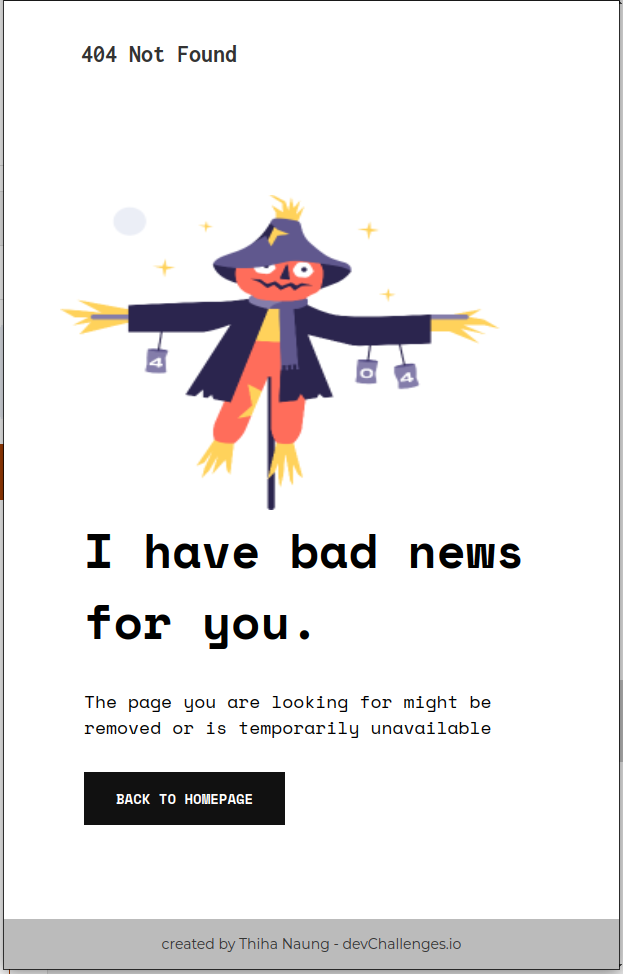 404 Not Found
4
0
4
I have bad news
for you.
The page you are looking for might be
removed or is temporarily unavailable
BACK TO HOMEPAGE
created by Thiha Naung - devChallenges.io